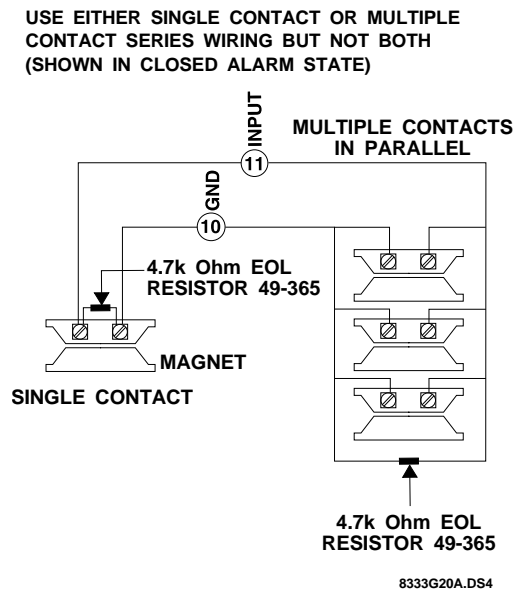 USE EITHER SINGLE CONTACT OR MULTIPLE
CONTACT SERIES WIRING BUT NOT BOTH
(SHOWN IN CLOSED ALARM STATE)
INPUT
MULTIPLE CONTACTS
IN PARALLEL
11
GND
10
4.7k Ohm EOL
RESISTOR 49-365
MAGNET
SINGLE CONTACT
4.7k Ohm EOL
RESISTOR 49-365
8333G20A.DS4